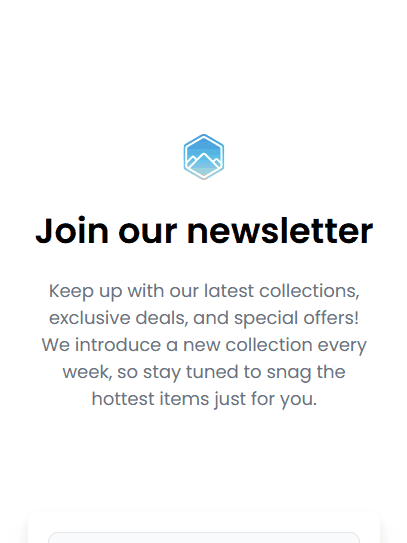 Join our newsletter
Keep up with our latest collections,
exclusive deals, and special offers!
We introduce a new collection every
week, so stay tuned to snag the
hottest items just for you.